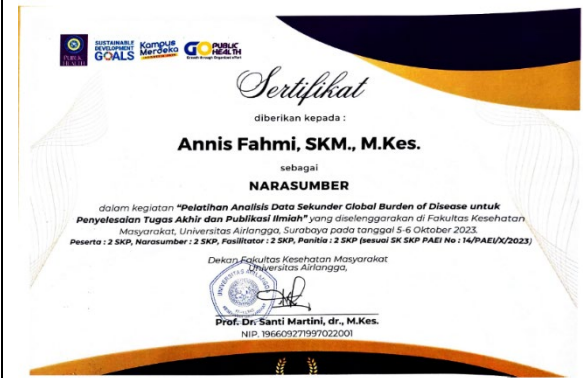 PUBLIC HEALTH
SUSTAINABLE DEVELOPMENT GOALS
Kampus Merdeka
GO PUBLIC HEALTH
Sertifikat
diberikan kepada :
Annis Fahmi, SKM., M.Kes.
sebagai
NARASUMBER
dalam kegiatan "Pelatihan Analisis Data Sekunder Global Burden of Disease untuk
Penyelesaian Tugas Akhir dan Publikasi Ilmiah" yang diselenggarakan di Fakultas Kesehatan
Masyarakat, Universitas Airlangga, Surabaya pada tanggal 5-6 Oktober 2023.
Peserta : 2 SKP, Narasumber : 2 SKP, Fasilitator : 2 SKP, Panitia : 2 SKP (sesuai SK SKP PAEI No : 14/PAEI/X/2023)
Dekan Fakultas Kesehatan Masyarakat
Universitas Airlangga,
UNIVERSITAS AIRLANGGA
Prof. Dr. Santi Martini, dr., M.Kes.
NIP. 196609271997022001